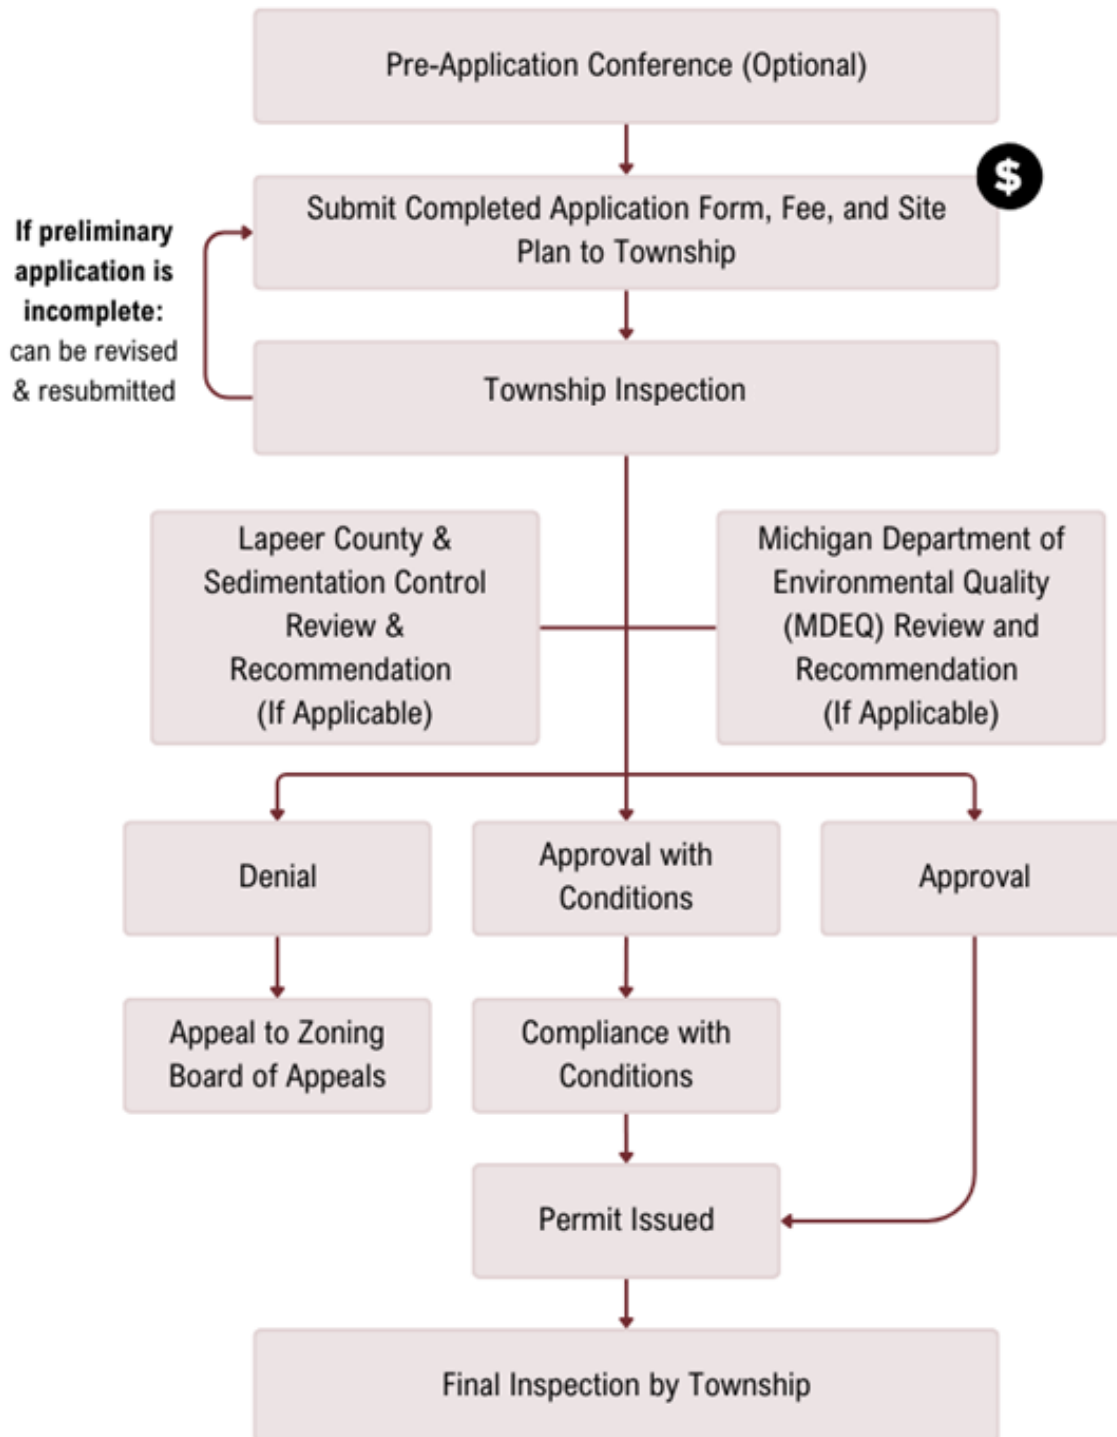 Pre-Application Conference (Optional)
$
Submit Completed Application Form, Fee, and Site
Plan to Township
If preliminary
application is
incomplete:
can be revised
& resubmitted
Township Inspection
Lapeer County &
Sedimentation Control
Review &
Recommendation
(If Applicable)
Michigan Department of
Environmental Quality
(MDEQ) Review and
Recommendation
(If Applicable)
Denial
Approval with
Conditions
Approval
Appeal to Zoning
Board of Appeals
Compliance with
Conditions
Permit Issued
Final Inspection by Township